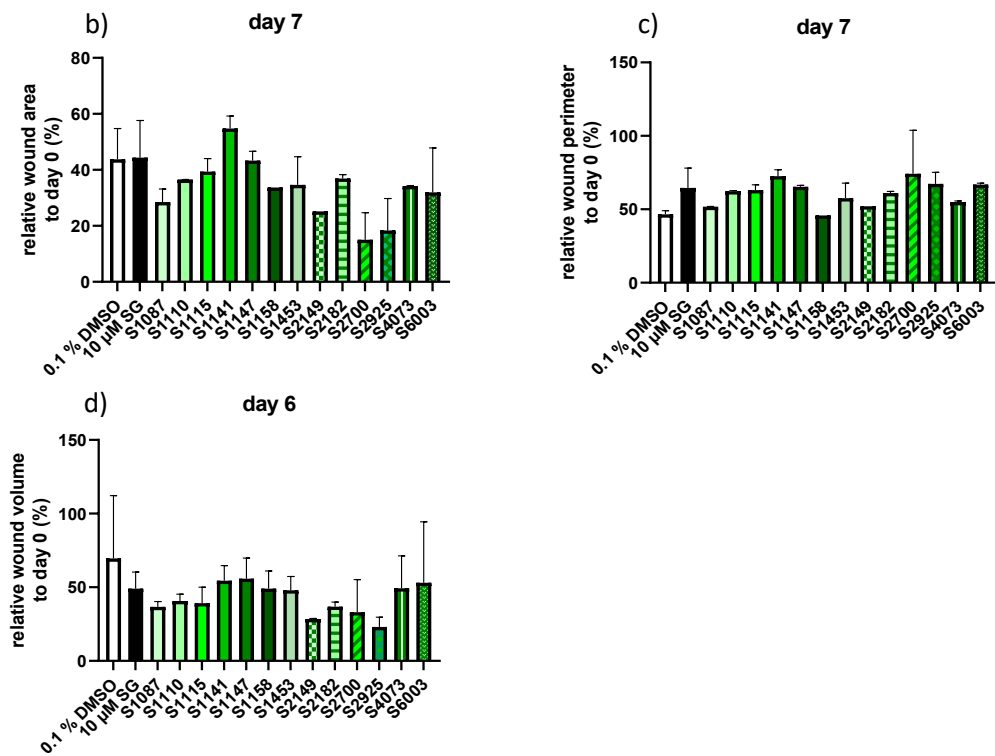 b)
day 7
relative wound area
to day 0 (%)
80
60
40
20
0
0.1 % DMSO
10 µM SG
S1087
S1110
S1115
S1141
S1147
S1158
S1453
S2149
S2182
S2700
S2925
S4073
S6003
c)
day 7
relative wound perimeter
to day 0 (%)
150
100
50
0
0.1 % DMSO
10 µM SG
S1087
S1110
S1115
S1141
S1147
S1158
S1453
S2149
S2182
S2700
S2925
S4073
S6003
d)
day 6
relative wound volume
to day 0 (%)
150
100
50
0
0.1 % DMSO
10 µM SG
S1087
S1110
S1115
S1141
S1147
S1158
S1453
S2149
S2182
S2700
S2925
S4073
S6003